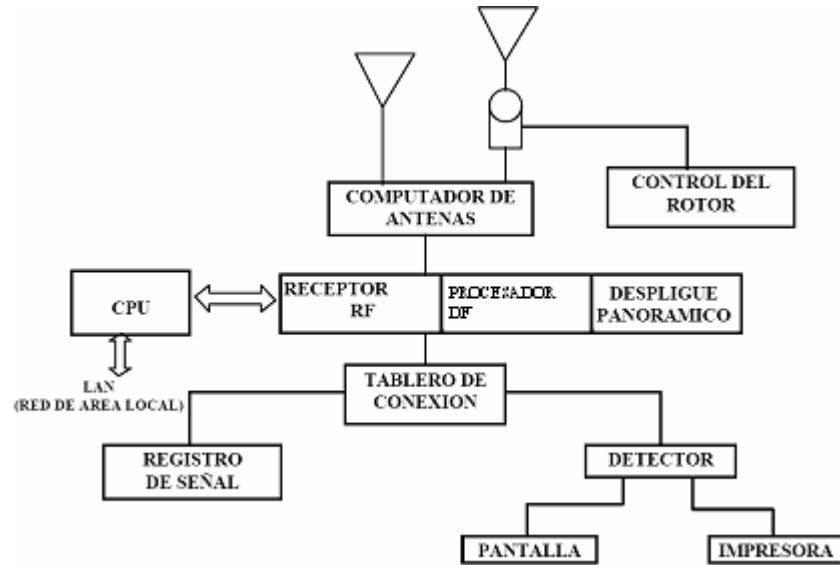 COMPUTADOR DE
ANTENAS
CONTROL DEL
ROTOR
CPU
RECEPTOR
RF
PROCESADOR
DF
DESPLIGUE
PANORAMICO
LAN
(RED DE AREA LOCAL)
TABLERO DE
CONEXION
REGISTRO
DE SEÑAL
DETECTOR
PANTALLA
IMPRESORA